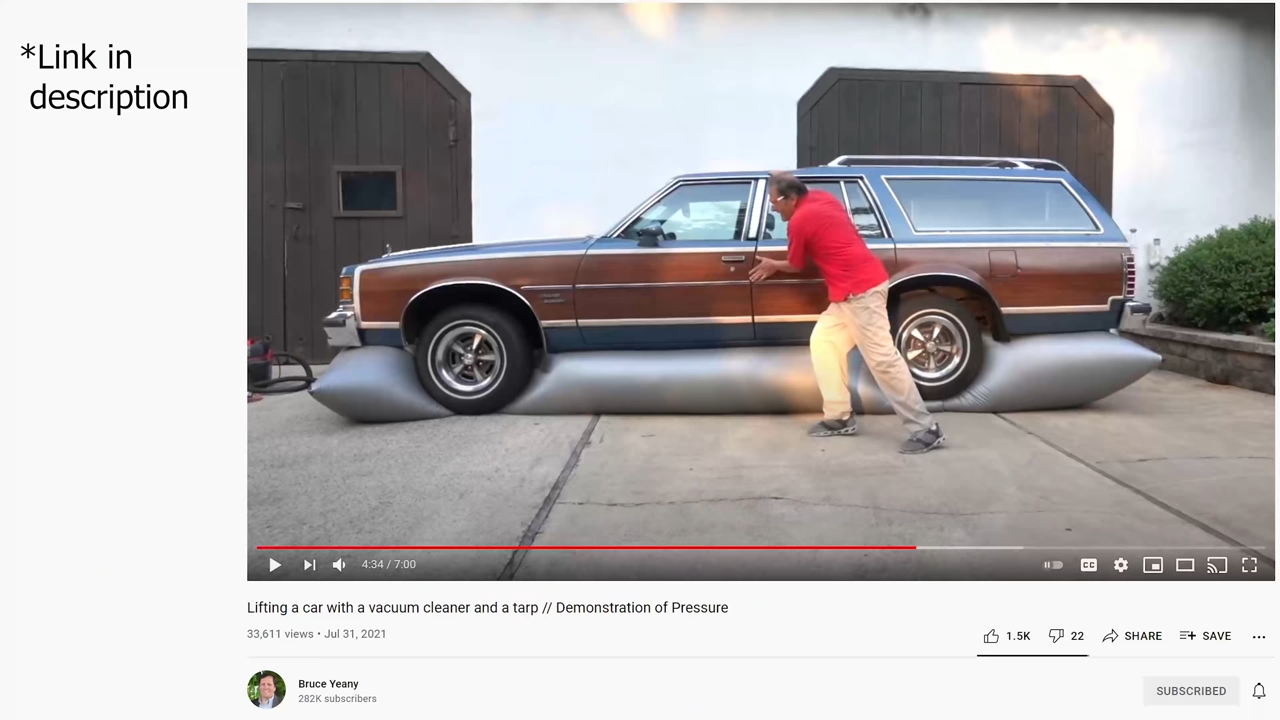 *Link in
description
4:34 / 7:00
CC
Lifting a car with a vacuum cleaner and a tarp // Demonstration of Pressure
33,611 views • Jul 31, 2021
1.5K
22
SHARE
SAVE
Bruce Yeany
282K subscribers
SUBSCRIBED